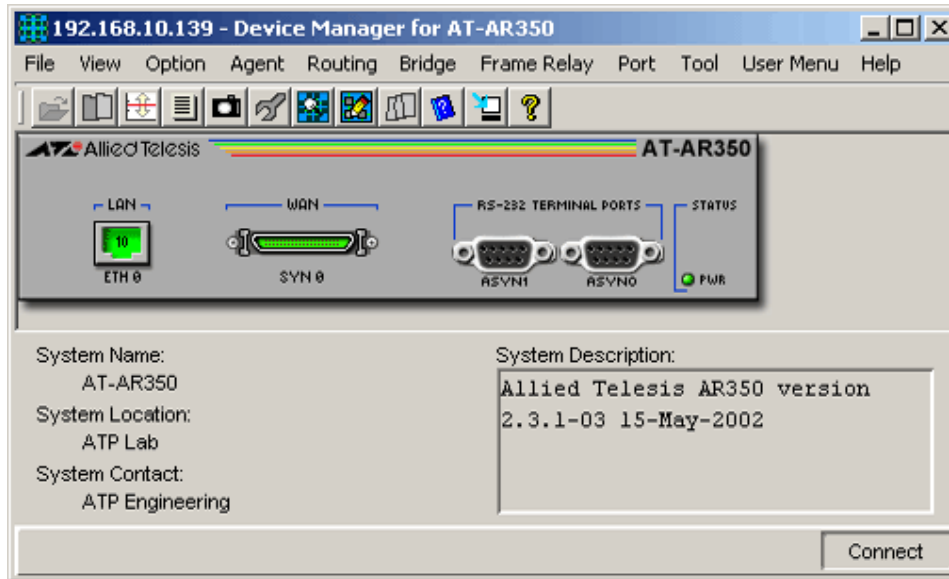 192.168.10.139 - Device Manager for AT-AR350
File View Option Agent Routing Bridge Frame Relay Port Tool User Menu Help
Allied Telesis
AT-AR350
LAN
WAN
RS-232 TERMINAL PORTS
STATUS
10
ETH 0
SYN 0
ASYN1
ASYN0
PWR
System Name:
AT-AR350
System Location:
ATP Lab
System Contact:
ATP Engineering
System Description:
Allied Telesis AR350 version
2.3.1-03 15-May-2002
Connect